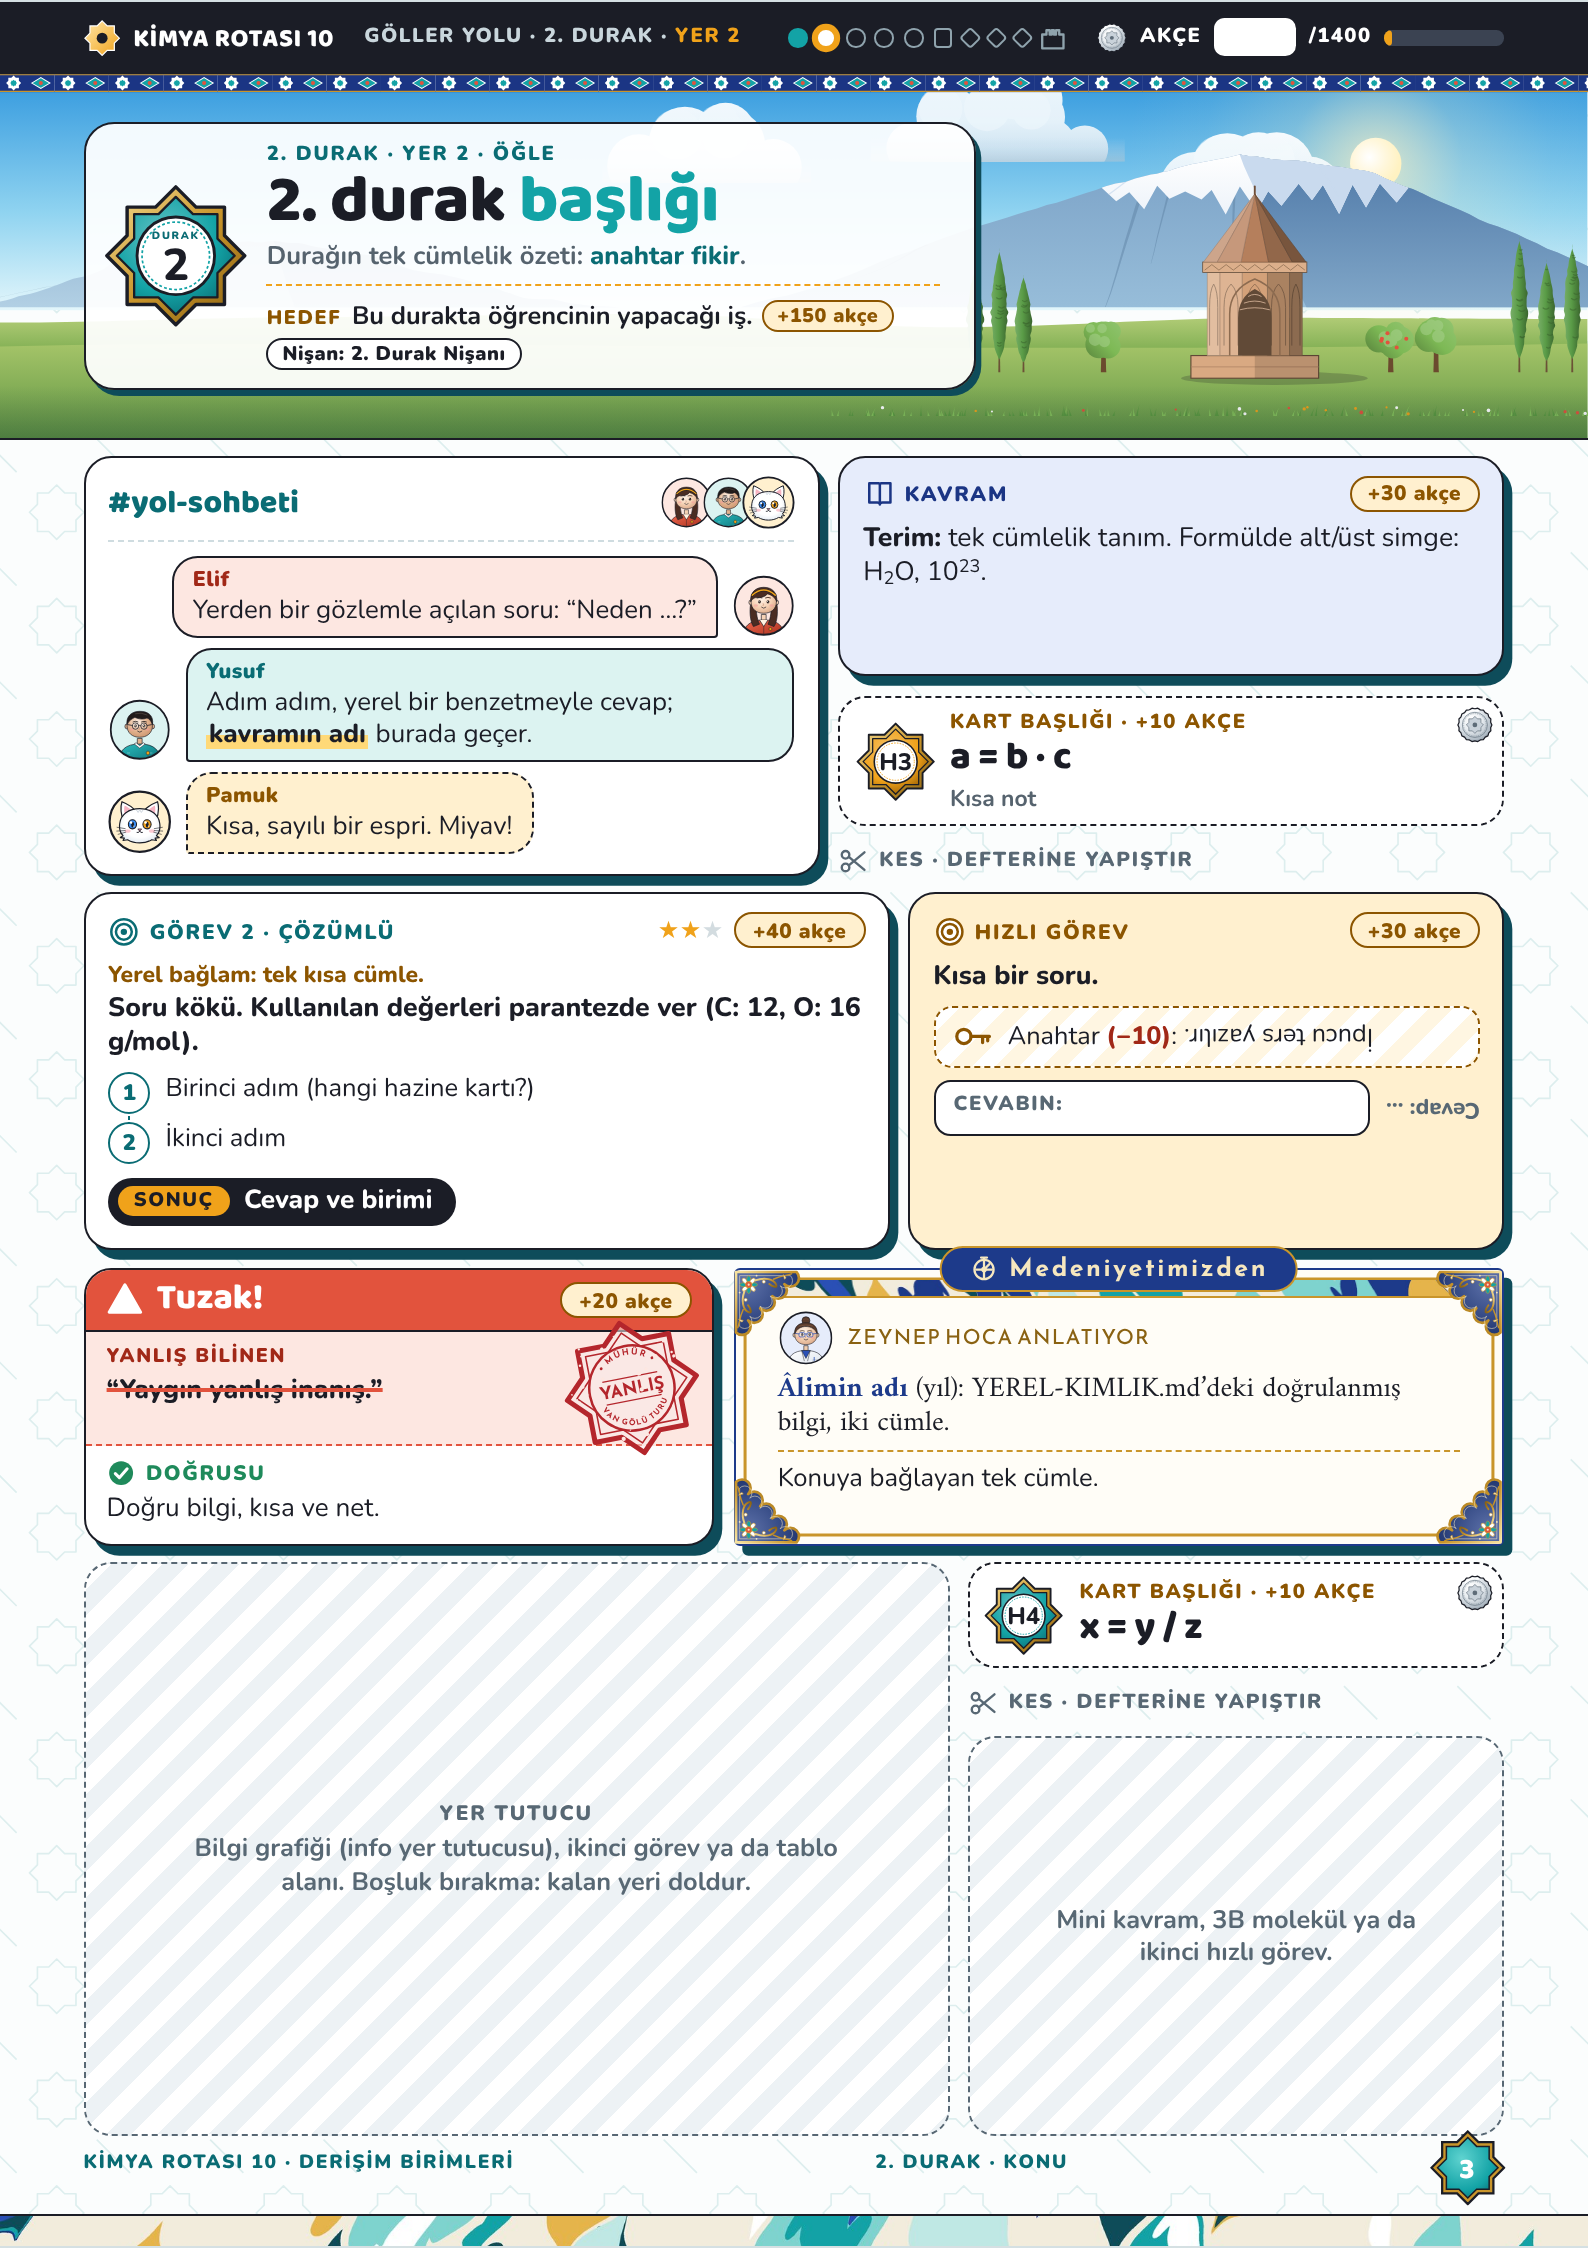 KİMYA ROTASI 10
GÖLLER YOLU · 2. DURAK · YER 2
AKÇE
/1400
2. DURAK · YER 2 · ÖĞLE
DURAK
2
2. durak başlığı
Durağın tek cümlelik özeti: anahtar fikir.
HEDEF Bu durakta öğrencinin yapacağı iş. +150 akçe
Nişan: 2. Durak Nişanı
#yol-sohbeti
Elif
Yerden bir gözlemle açılan soru: “Neden ...?”
Yusuf
Adım adım, yerel bir benzetmeyle cevap;
kavramın adı burada geçer.
Pamuk
Kısa, sayılı bir espri. Miyav!
KAVRAM
+30 akçe
Terim: tek cümlelik tanım. Formülde alt/üst simge:
H₂O, 10²³.
H3
KART BAŞLIĞI · +10 AKÇE
a = b · c
Kısa not
KES · DEFTERİNE YAPIŞTIR
GÖREV 2 · ÇÖZÜMLÜ
★★★ +40 akçe
Yerel bağlam: tek kısa cümle.
Soru kökü. Kullanılan değerleri parantezde ver (C: 12, O: 16
g/mol).
1 Birinci adım (hangi hazine kartı?)
2 İkinci adım
SONUÇ Cevap ve birimi
HIZLI GÖREV
+30 akçe
Kısa bir soru.
Anahtar (−10): İpucu ters yazılır.
CEVABIN:
Cevap: ...
Tuzak!
+20 akçe
YANLIŞ BİLİNEN
“Yaygın yanlış inanış.”
• MÜHÜR •
YANLIŞ
VAN GÖLÜ TURU
DOĞRUSU
Doğru bilgi, kısa ve net.
Medeniyetimizden
ZEYNEP HOCA ANLATIYOR
Âlimin adı (yıl): YEREL-KIMLIK.md’deki doğrulanmış
bilgi, iki cümle.
Konuya bağlayan tek cümle.
YER TUTUCU
Bilgi grafiği (info yer tutucusu), ikinci görev ya da tablo
alanı. Boşluk bırakma: kalan yeri doldur.
H4
KART BAŞLIĞI · +10 AKÇE
x = y / z
KES · DEFTERİNE YAPIŞTIR
Mini kavram, 3B molekül ya da
ikinci hızlı görev.
KİMYA ROTASI 10 · DERİŞİM BİRİMLERİ
2. DURAK · KONU
3